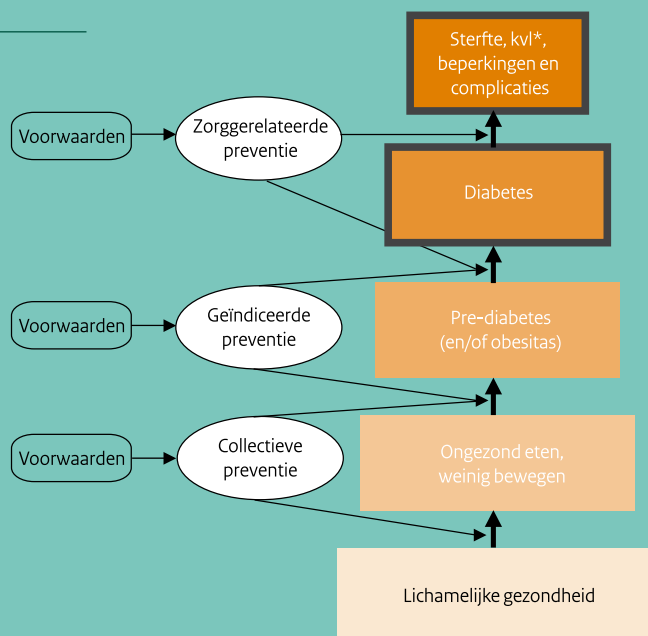 Sterfte, kvl*,
beperkingen en
complicaties
Voorwaarden
Zorggerelateerde
preventie
Diabetes
Voorwaarden
Geïndiceerde
preventie
Pre-diabetes
(en/of obesitas)
Voorwaarden
Collectieve
preventie
Ongezond eten,
weinig bewegen
Lichamelijke gezondheid